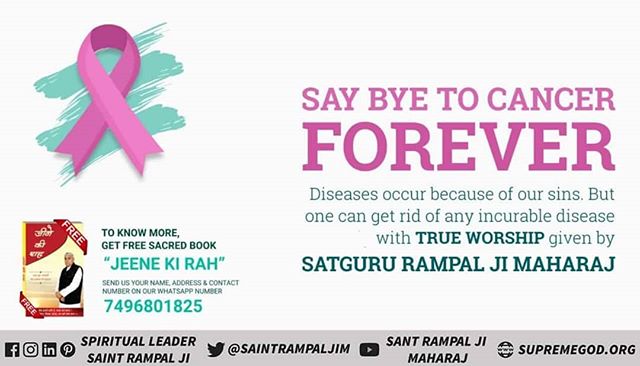 SAY BYE TO CANCER
FOREVER
Diseases occur because of our sins. But
one can get rid of any incurable disease
with TRUE WORSHIP given by
SATGURU RAMPAL JI MAHARAJ
FREE
जीने
की
राह
FREE
TO KNOW MORE,
GET FREE SACRED BOOK
“JEENE KI RAH”
SEND US YOUR NAME, ADDRESS & CONTACT
NUMBER ON OUR WHATSAPP NUMBER
7496801825
SPIRITUAL LEADER
SAINT RAMPAL JI
@SAINTRAMPALJIM
SANT RAMPAL JI
MAHARAJ
SUPREMEGOD.ORG